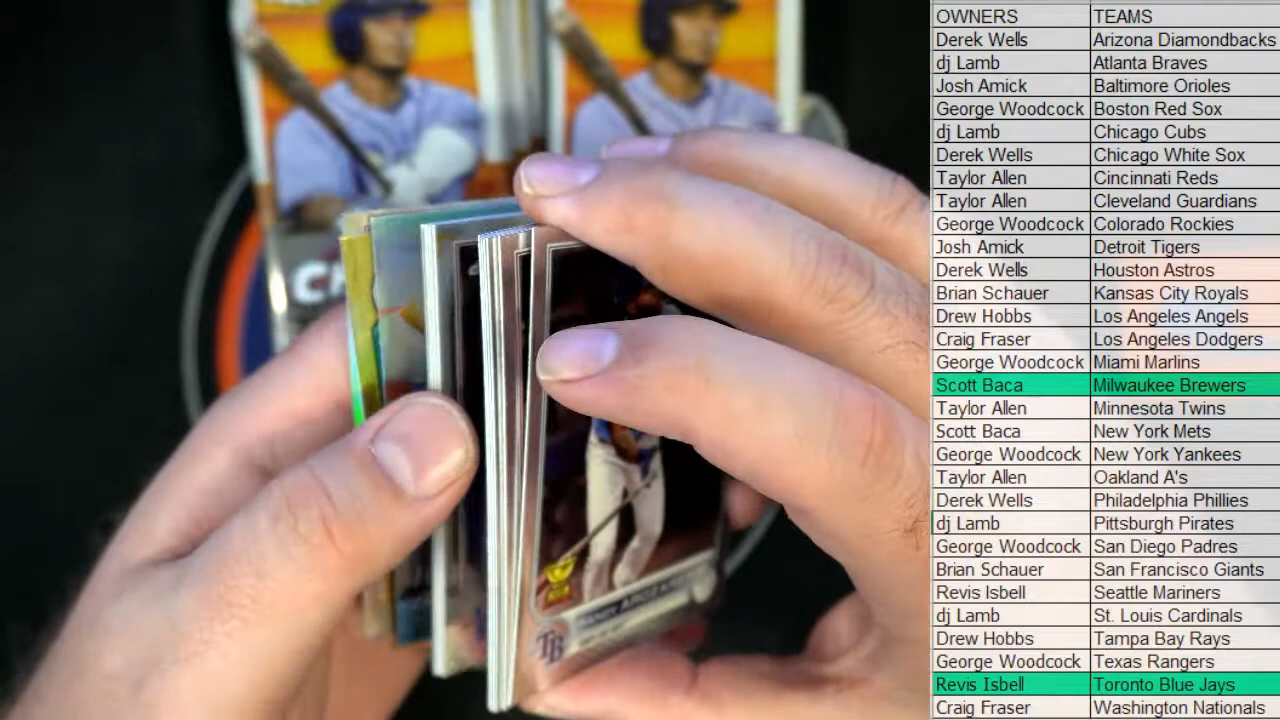 CH
TB
OWNERS TEAMS
Derek Wells Arizona Diamondbacks
dj Lamb Atlanta Braves
Josh Amick Baltimore Orioles
George Woodcock Boston Red Sox
dj Lamb Chicago Cubs
Derek Wells Chicago White Sox
Taylor Allen Cincinnati Reds
Taylor Allen Cleveland Guardians
George Woodcock Colorado Rockies
Josh Amick Detroit Tigers
Derek Wells Houston Astros
Brian Schauer Kansas City Royals
Drew Hobbs Los Angeles Angels
Craig Fraser Los Angeles Dodgers
George Woodcock Miami Marlins
Scott Baca Milwaukee Brewers
Taylor Allen Minnesota Twins
Scott Baca New York Mets
George Woodcock New York Yankees
Taylor Allen Oakland A's
Derek Wells Philadelphia Phillies
dj Lamb Pittsburgh Pirates
George Woodcock San Diego Padres
Brian Schauer San Francisco Giants
Revis Isbell Seattle Mariners
dj Lamb St. Louis Cardinals
Drew Hobbs Tampa Bay Rays
George Woodcock Texas Rangers
Revis Isbell Toronto Blue Jays
Craig Fraser Washington Nationals